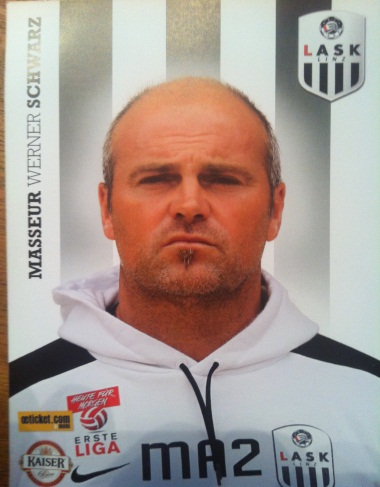 MASSEUR WERNER SCHWARZ
LASK
LINZ
oeticket.com
HEUTE FÜR
MORGEN
ERSTE
LIGA
KAISER
MA2
LASK
LINZ